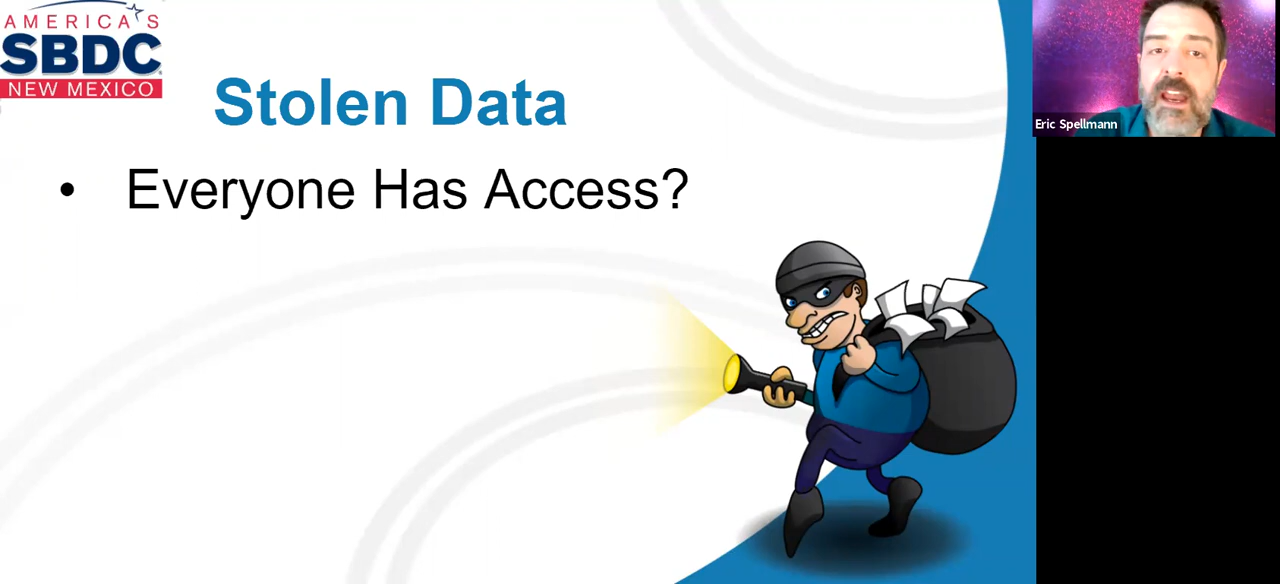 AMERICA'S
SBDC
NEW MEXICO
Stolen Data
• Everyone Has Access?
Eric Spellmann